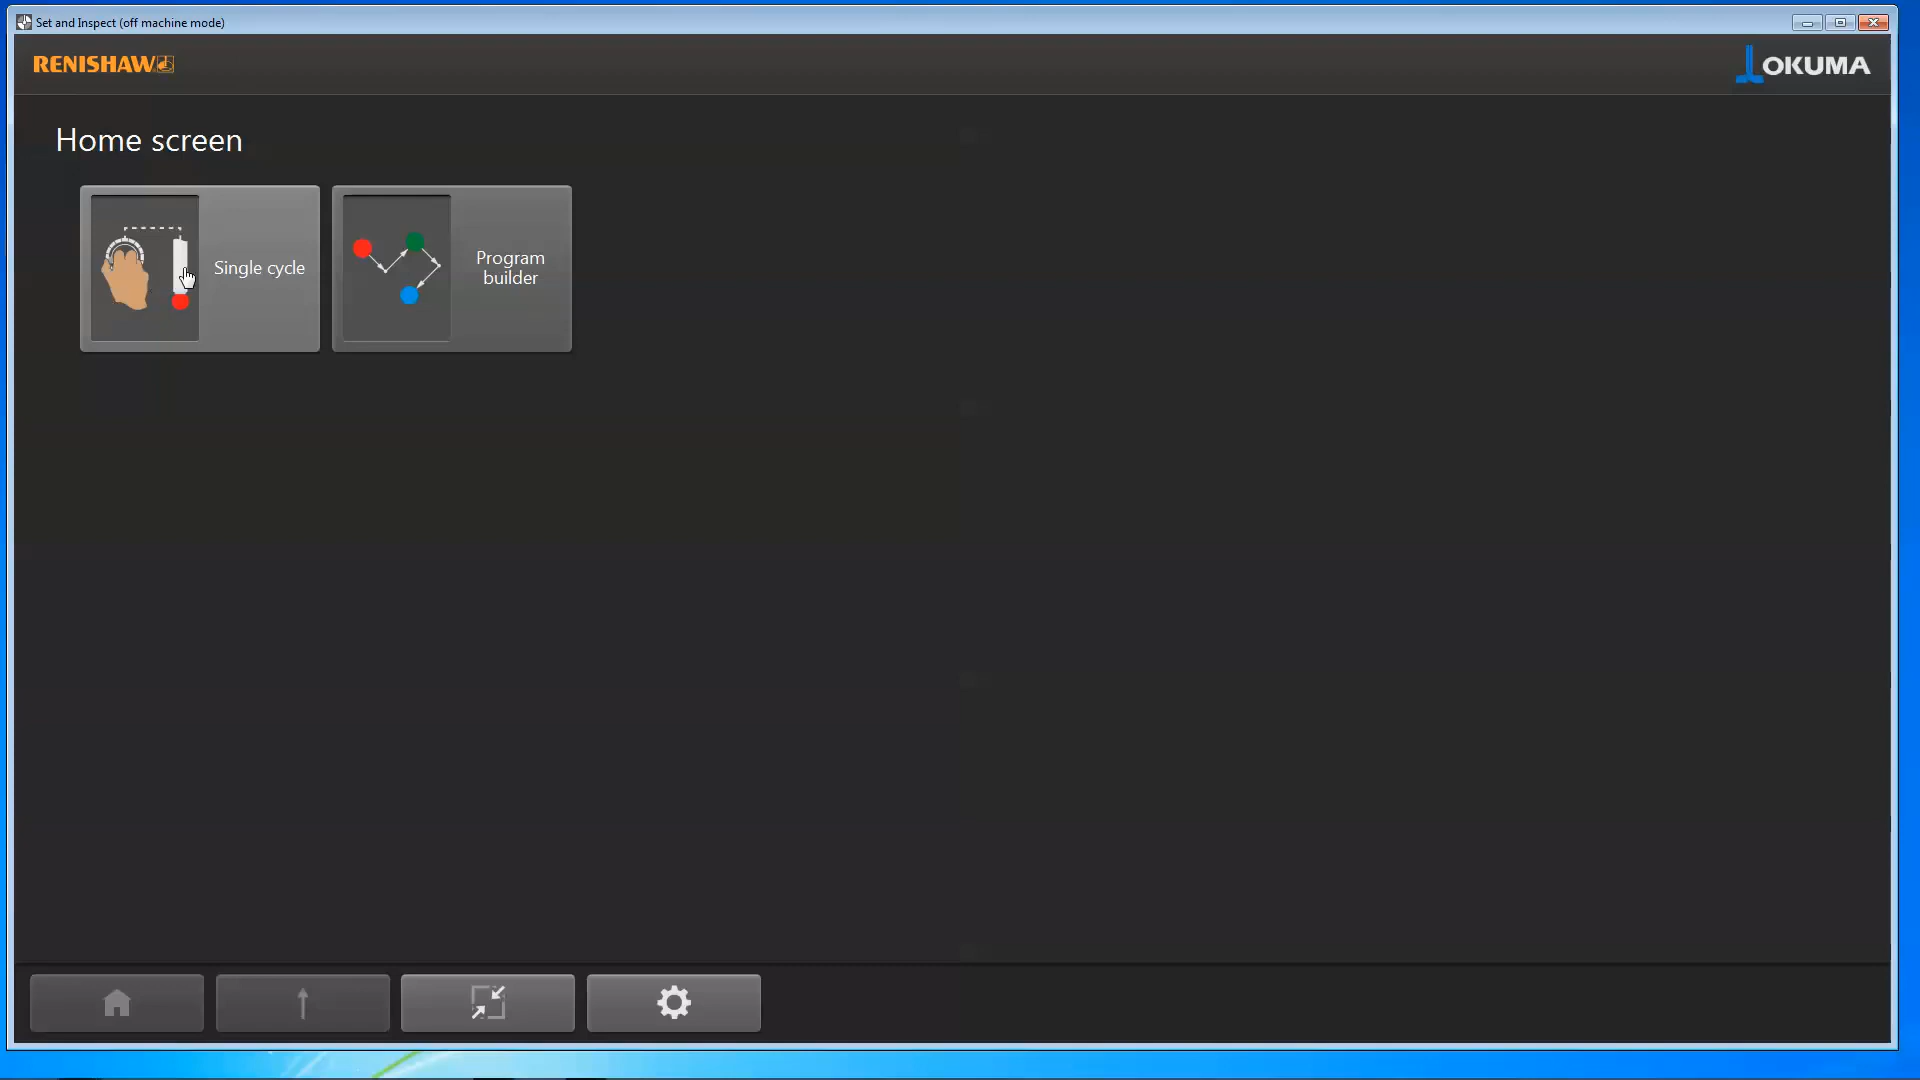 Set and Inspect (off machine mode)
RENISHAW
OKUMA
Home screen
Single cycle
Program
builder